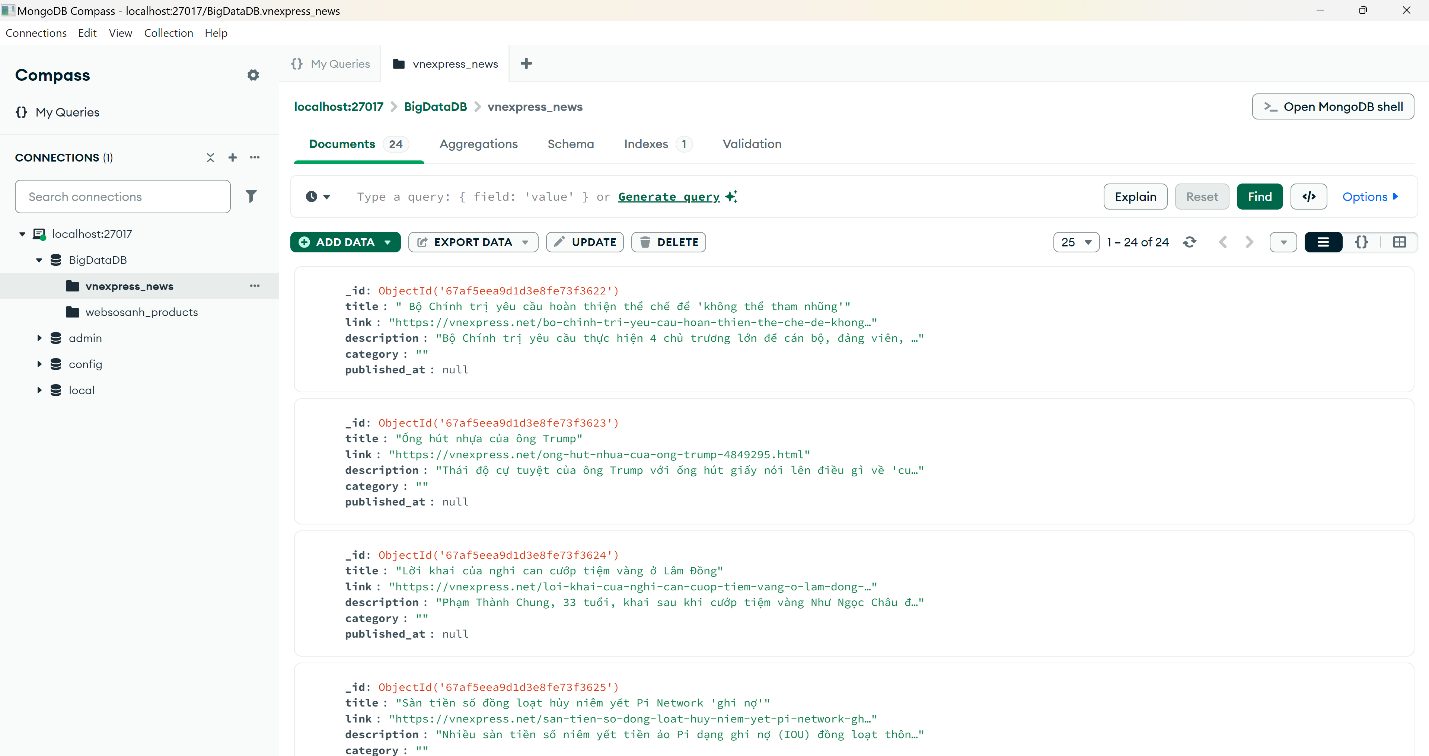 MongoDB Compass - localhost:27017/BigDataDB.vnexpress_news
Connections Edit View Collection Help
Compass
{} My Queries
CONNECTIONS (1)
Search connections
localhost:27017
BigDataDB
vnexpress_news
websosanh_products
admin
config
local
{} My Queries
vnexpress_news
localhost:27017 > BigDataDB > vnexpress_news
>_ Open MongoDB shell
Documents 24 Aggregations Schema Indexes 1 Validation
Type a query: { field: 'value' } or Generate query
Explain Reset Find </> Options
ADD DATA EXPORT DATA UPDATE DELETE
25 1 – 24 of 24 {}
_id: ObjectId('67af5eea9d1d3e8fe73f3622')
title : " Bộ Chính trị yêu cầu hoàn thiện thể chế để 'không thể tham nhũng'"
link : "https://vnexpress.net/bo-chinh-tri-yeu-cau-hoan-thien-the-che-de-khong…"
description : "Bộ Chính trị yêu cầu thực hiện 4 chủ trương lớn để cán bộ, đảng viên, …"
category : ""
published_at : null
_id: ObjectId('67af5eea9d1d3e8fe73f3623')
title : "Ống hút nhựa của ông Trump"
link : "https://vnexpress.net/ong-hut-nhua-cua-ong-trump-4849295.html"
description : "Thái độ cự tuyệt của ông Trump với ống hút giấy nói lên điều gì về 'cu…"
category : ""
published_at : null
_id: ObjectId('67af5eea9d1d3e8fe73f3624')
title : "Lời khai của nghi can cướp tiệm vàng ở Lâm Đồng"
link : "https://vnexpress.net/loi-khai-cua-nghi-can-cuop-tiem-vang-o-lam-dong-…"
description : "Phạm Thành Chung, 33 tuổi, khai sau khi cướp tiệm vàng Như Ngọc Châu đ…"
category : ""
published_at : null
_id: ObjectId('67af5eea9d1d3e8fe73f3625')
title : "Sàn tiền số đồng loạt hủy niêm yết Pi Network 'ghi nợ'"
link : "https://vnexpress.net/san-tien-so-dong-loat-huy-niem-yet-pi-network-gh…"
description : "Nhiều sàn tiền số niêm yết tiền ảo Pi dạng ghi nợ (IOU) đồng loạt thôn…"
category : ""